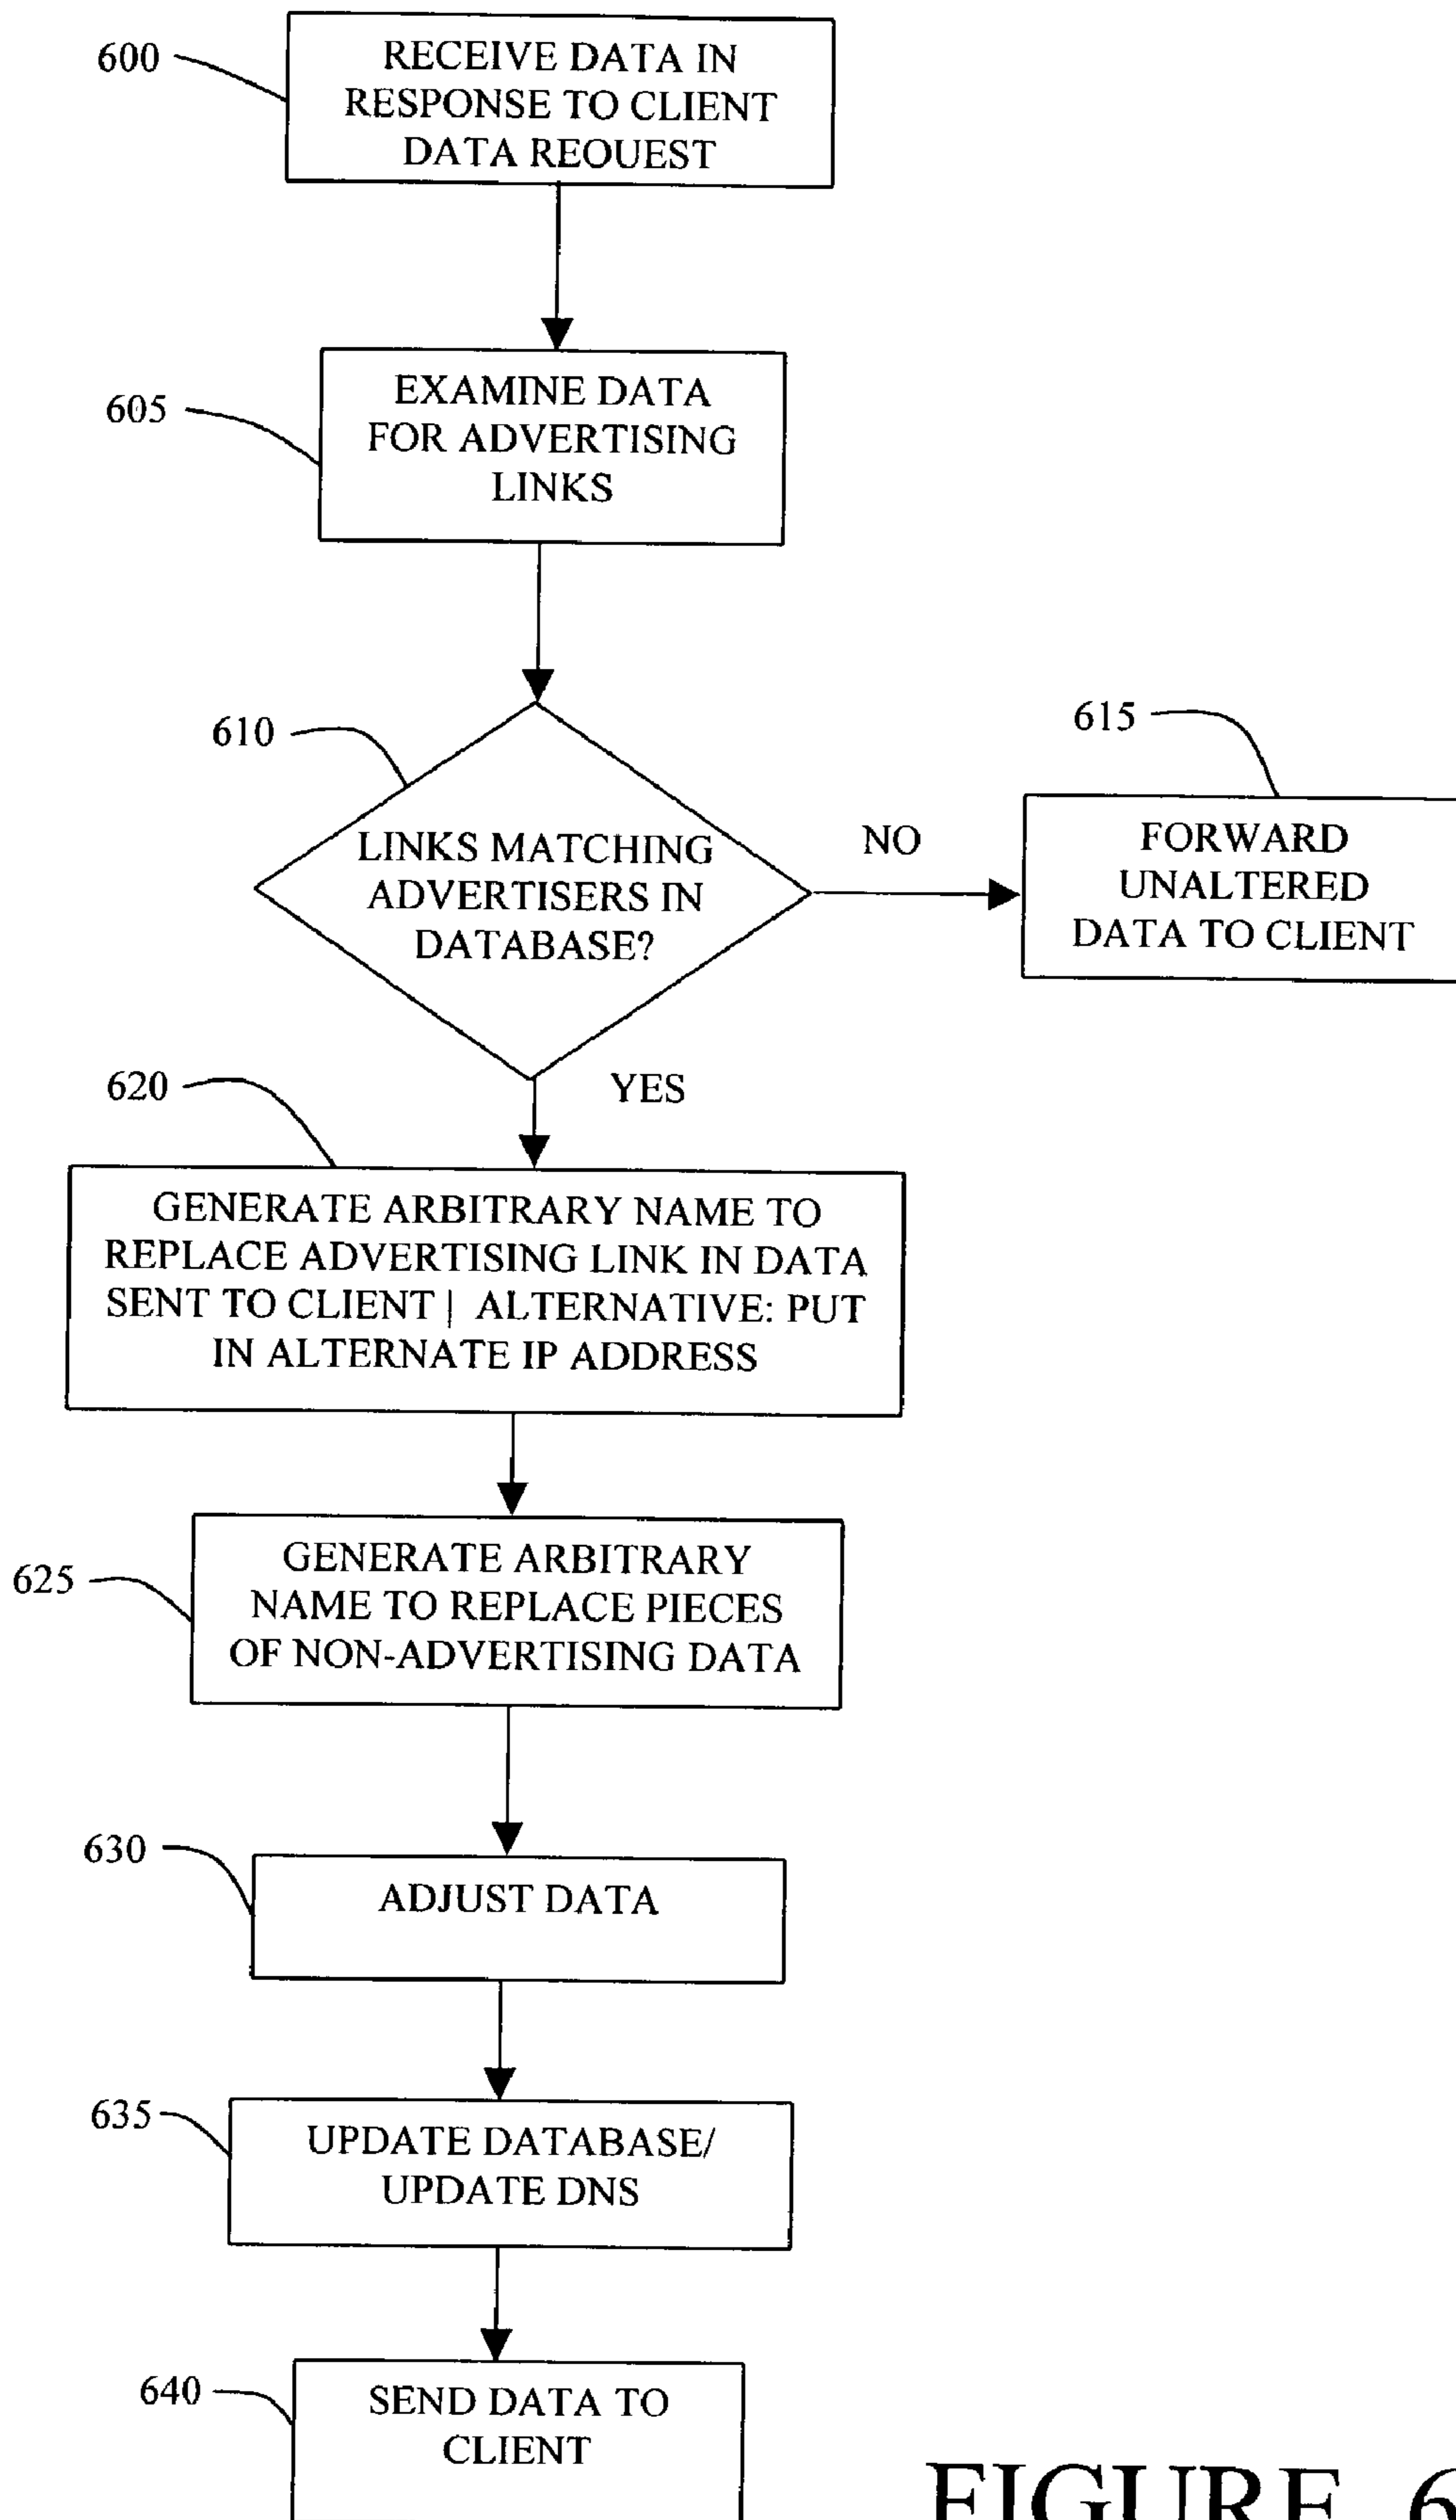 600
RECEIVE DATA IN
RESPONSE TO CLIENT
DATA REOUEST
605
EXAMINE DATA
FOR ADVERTISING
LINKS
610
LINKS MATCHING
ADVERTISERS IN
DATABASE?
NO
615
FORWARD
UNALTERED
DATA TO CLIENT
YES
620
GENERATE ARBITRARY NAME TO
REPLACE ADVERTISING LINK IN DATA
SENT TO CLIENT | ALTERNATIVE: PUT
IN ALTERNATE IP ADDRESS
625
GENERATE ARBITRARY
NAME TO REPLACE PIECES
OF NON-ADVERTISING DATA
630
ADJUST DATA
635
UPDATE DATABASE/
UPDATE DNS
640
SEND DATA TO
CLIENT
FIGURE 6